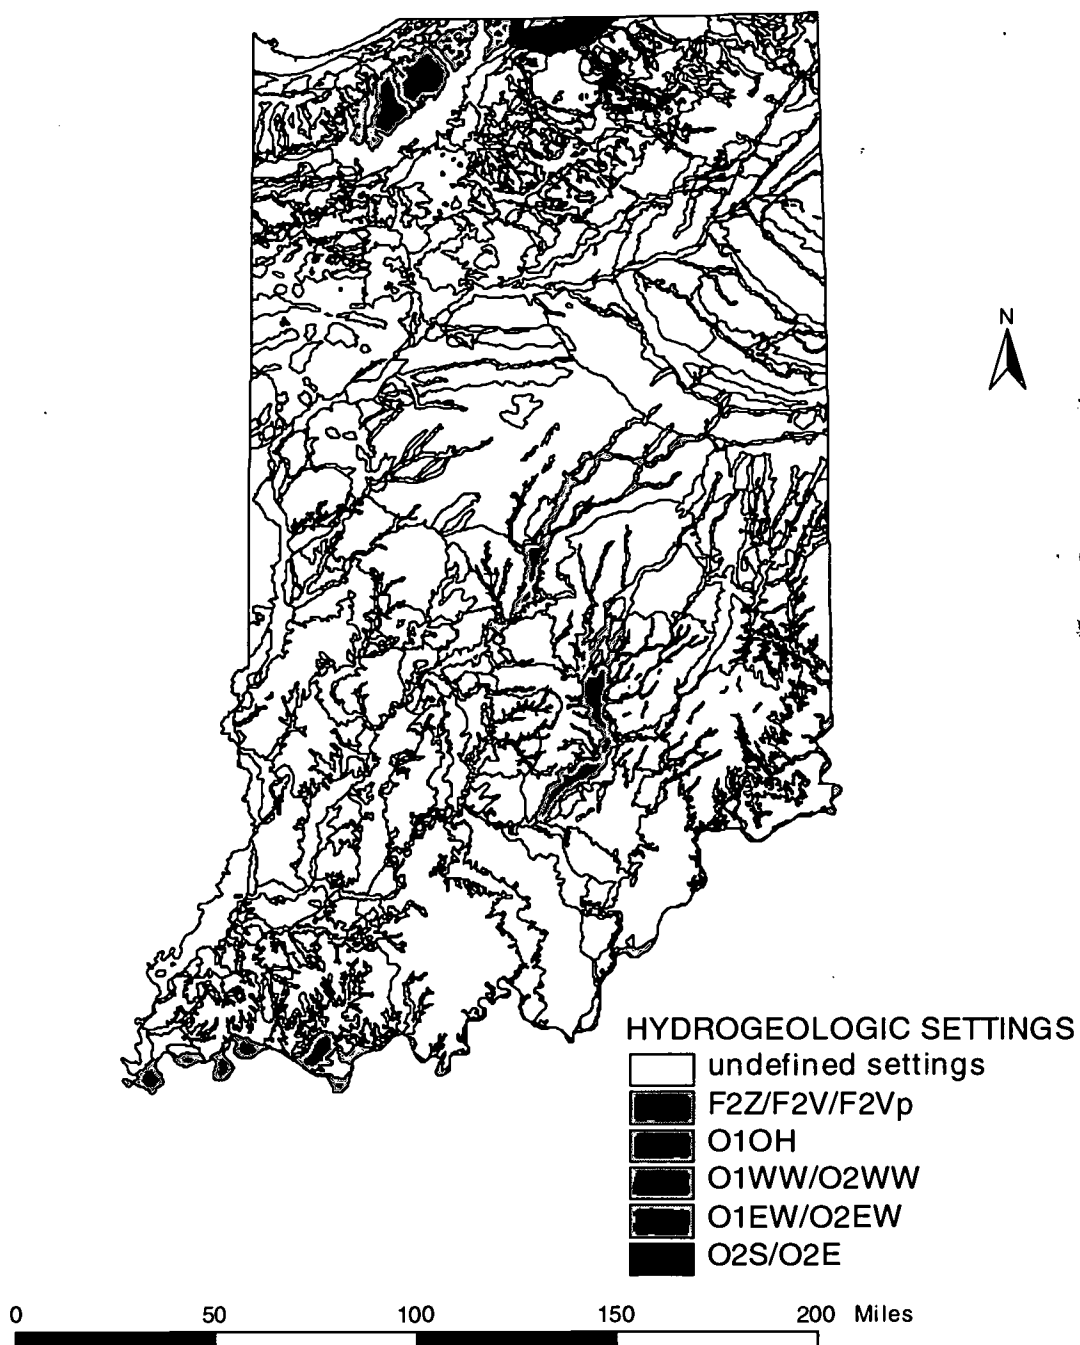 N
HYDROGEOLOGIC SETTINGS
undefined settings
F2Z/F2V/F2Vp
O1OH
O1WW/O2WW
O1EW/O2EW
O2S/O2E
0 50 100 150 200 Miles